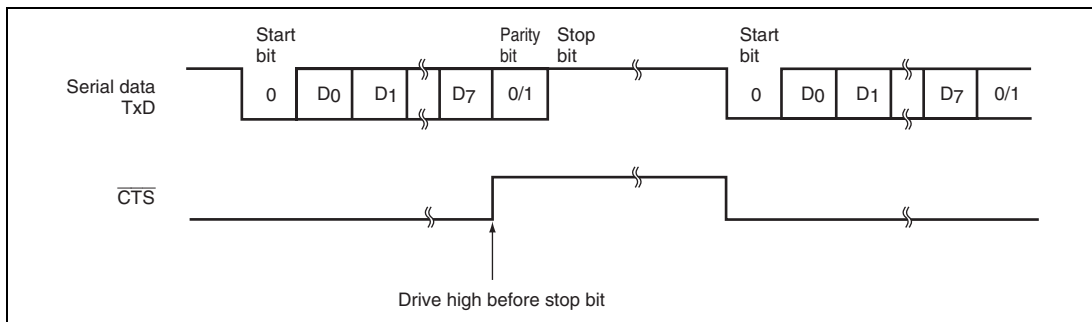 Start bit
Parity bit
Stop bit
Start bit
Serial data TxD
0
D0
D1
D7
0/1
0
D0
D1
D7
0/1
CTS
Drive high before stop bit